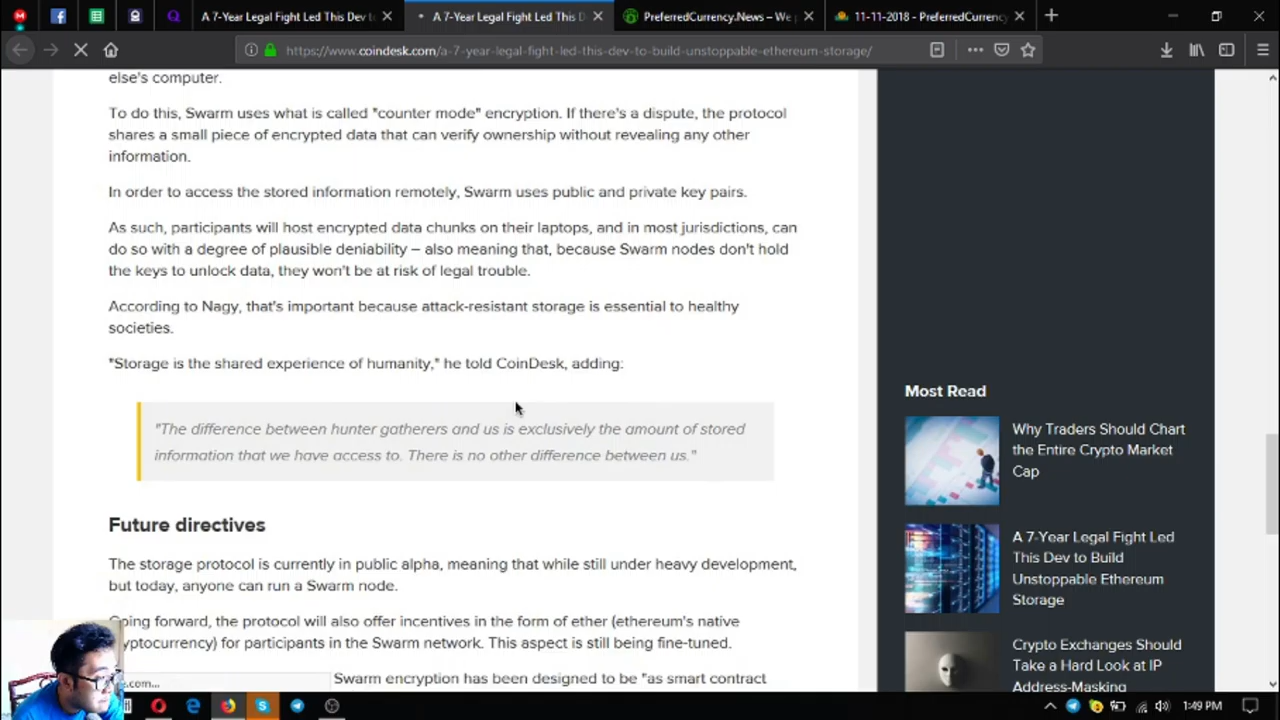 A 7-Year Legal Fight Led This Dev to
A 7-Year Legal Fight Led This D
PreferredCurrency.News – We p
11-11-2018 - PreferredCurrency
https://www.coindesk.com/a-7-year-legal-fight-led-this-dev-to-build-unstoppable-ethereum-storage/
else's computer.
To do this, Swarm uses what is called "counter mode" encryption. If there's a dispute, the protocol
shares a small piece of encrypted data that can verify ownership without revealing any other
information.
In order to access the stored information remotely, Swarm uses public and private key pairs.
As such, participants will host encrypted data chunks on their laptops, and in most jurisdictions, can
do so with a degree of plausible deniability – also meaning that, because Swarm nodes don't hold
the keys to unlock data, they won't be at risk of legal trouble.
According to Nagy, that's important because attack-resistant storage is essential to healthy
societies.
"Storage is the shared experience of humanity," he told CoinDesk, adding:
"The difference between hunter gatherers and us is exclusively the amount of stored
information that we have access to. There is no other difference between us."
Future directives
The storage protocol is currently in public alpha, meaning that while still under heavy development,
but today, anyone can run a Swarm node.
Going forward, the protocol will also offer incentives in the form of ether (ethereum's native
cryptocurrency) for participants in the Swarm network. This aspect is still being fine-tuned.
Swarm encryption has been designed to be "as smart contract
Most Read
Why Traders Should Chart
the Entire Crypto Market
Cap
A 7-Year Legal Fight Led
This Dev to Build
Unstoppable Ethereum
Storage
Crypto Exchanges Should
Take a Hard Look at IP
Address-Masking
e.com...
1:49 PM